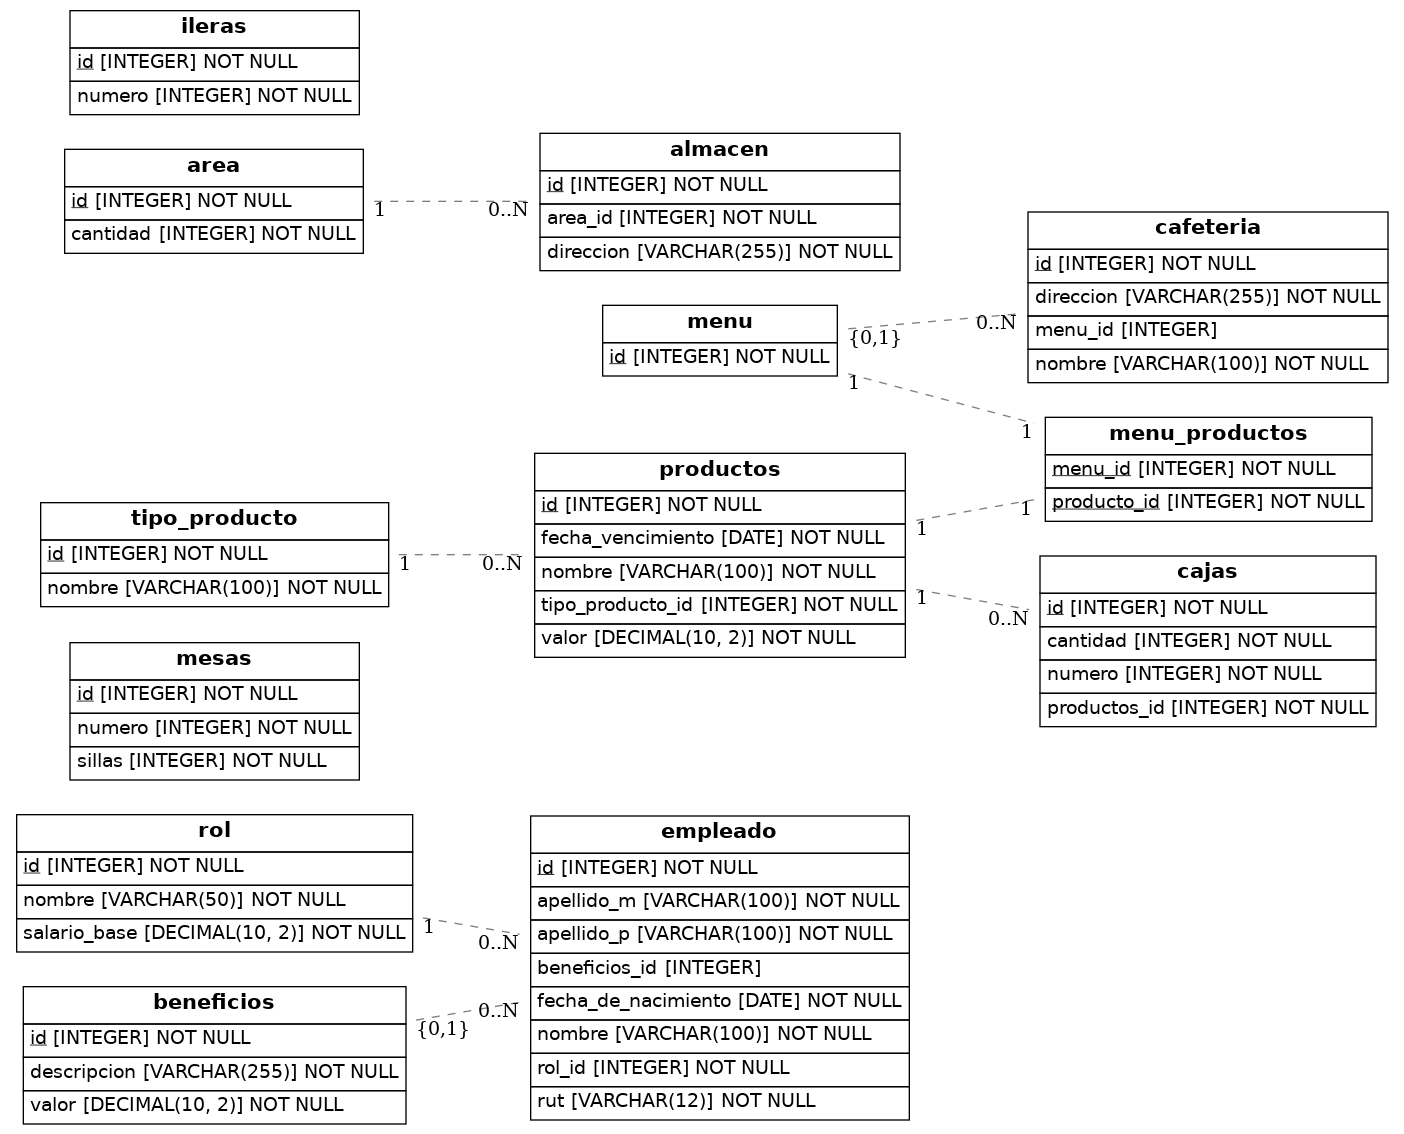 ileras
id [INTEGER] NOT NULL
numero [INTEGER] NOT NULL
area
id [INTEGER] NOT NULL
cantidad [INTEGER] NOT NULL
1
0..N
almacen
id [INTEGER] NOT NULL
area_id [INTEGER] NOT NULL
direccion [VARCHAR(255)] NOT NULL
menu
id [INTEGER] NOT NULL
{0,1}
0..N
1
1
cafeteria
id [INTEGER] NOT NULL
direccion [VARCHAR(255)] NOT NULL
menu_id [INTEGER]
nombre [VARCHAR(100)] NOT NULL
menu_productos
menu_id [INTEGER] NOT NULL
producto_id [INTEGER] NOT NULL
tipo_producto
id [INTEGER] NOT NULL
nombre [VARCHAR(100)] NOT NULL
1
0..N
productos
id [INTEGER] NOT NULL
fecha_vencimiento [DATE] NOT NULL
nombre [VARCHAR(100)] NOT NULL
tipo_producto_id [INTEGER] NOT NULL
valor [DECIMAL(10, 2)] NOT NULL
1
1
1
0..N
cajas
id [INTEGER] NOT NULL
cantidad [INTEGER] NOT NULL
numero [INTEGER] NOT NULL
productos_id [INTEGER] NOT NULL
mesas
id [INTEGER] NOT NULL
numero [INTEGER] NOT NULL
sillas [INTEGER] NOT NULL
rol
id [INTEGER] NOT NULL
nombre [VARCHAR(50)] NOT NULL
salario_base [DECIMAL(10, 2)] NOT NULL
1
0..N
beneficios
id [INTEGER] NOT NULL
descripcion [VARCHAR(255)] NOT NULL
valor [DECIMAL(10, 2)] NOT NULL
{0,1}
0..N
empleado
id [INTEGER] NOT NULL
apellido_m [VARCHAR(100)] NOT NULL
apellido_p [VARCHAR(100)] NOT NULL
beneficios_id [INTEGER]
fecha_de_nacimiento [DATE] NOT NULL
nombre [VARCHAR(100)] NOT NULL
rol_id [INTEGER] NOT NULL
rut [VARCHAR(12)] NOT NULL